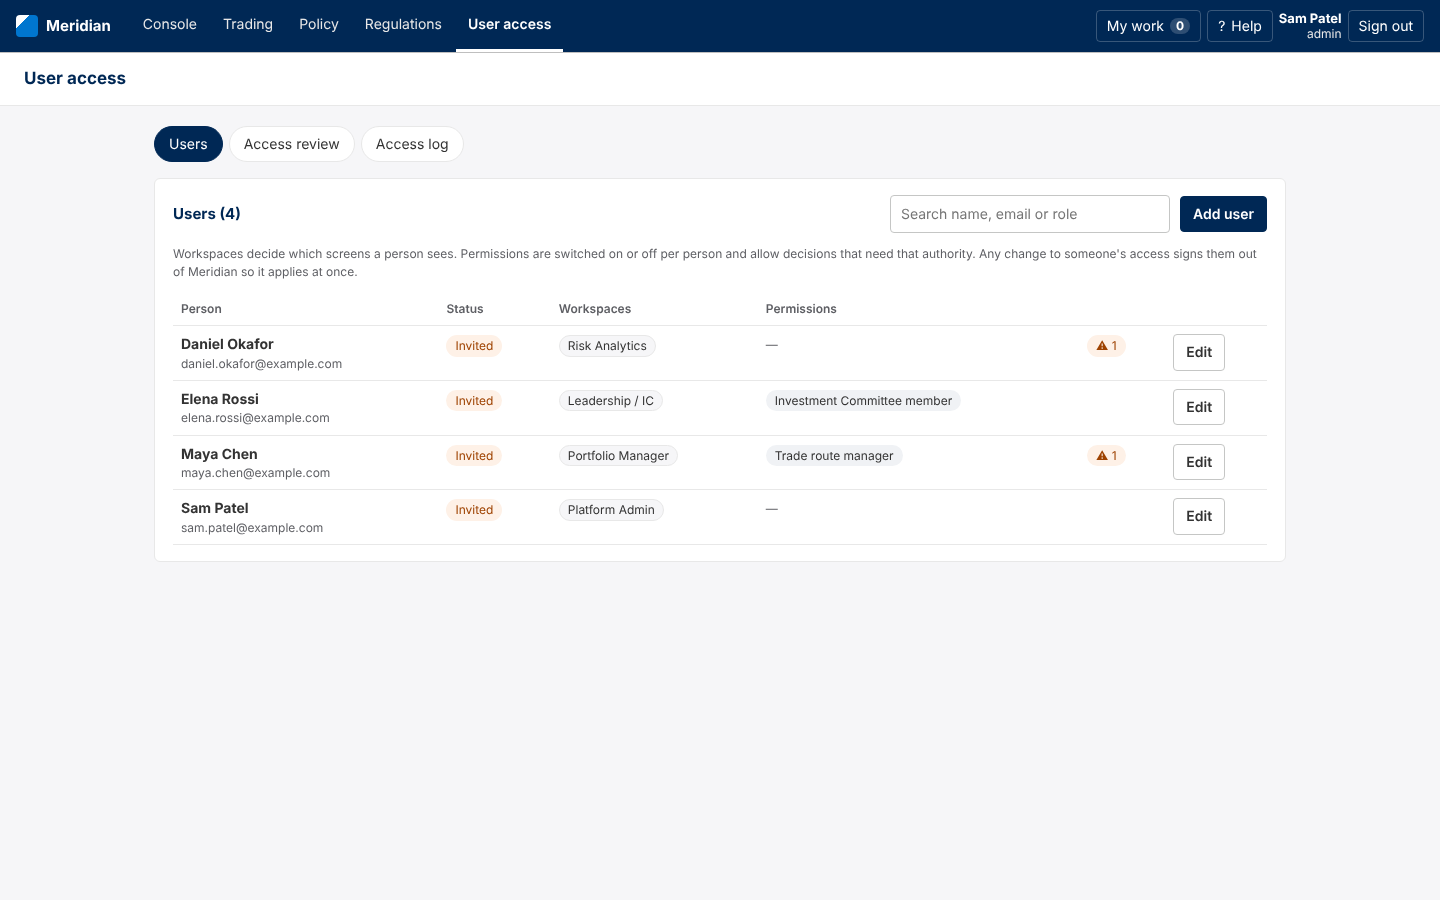 Meridian
Console
Trading
Policy
Regulations
User access
My work 0
? Help
Sam Patel
admin
Sign out
User access
Users
Access review
Access log
Users (4)
Search name, email or role
Add user
Workspaces decide which screens a person sees. Permissions are switched on or off per person and allow decisions that need that authority. Any change to someone's access signs them out
of Meridian so it applies at once.
Person Status Workspaces Permissions
Daniel Okafor Invited Risk Analytics — ⚠ 1 Edit
daniel.okafor@example.com
Elena Rossi Invited Leadership / IC Investment Committee member Edit
elena.rossi@example.com
Maya Chen Invited Portfolio Manager Trade route manager ⚠ 1 Edit
maya.chen@example.com
Sam Patel Invited Platform Admin — Edit
sam.patel@example.com